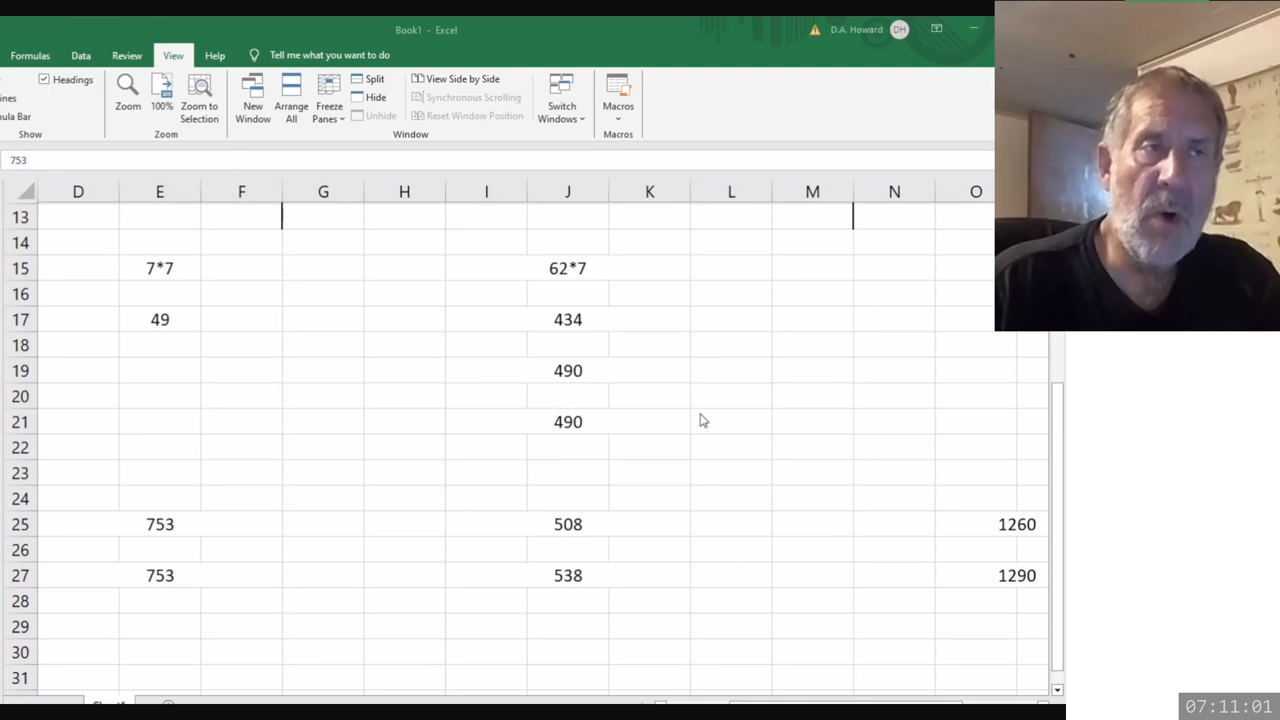 Book1 - Excel
D.A. Howard DH
Formulas Data Review View Help Tell me what you want to do
Headings
View Side by Side
Split
Synchronous Scrolling
Hide
Reset Window Position
Unhide
Zoom
100%
Zoom to
Selection
New
Window
Arrange
All
Freeze
Panes
Switch
Windows
Macros
Show Zoom Window Macros
753
D E F G H I J K L M N O
13
14
15 7*7 62*7
16
17 49 434
18
19 490
20
21 490
22
23
24
25 753 508 1260
26
27 753 538 1290
28
29
30
31
07:11:01